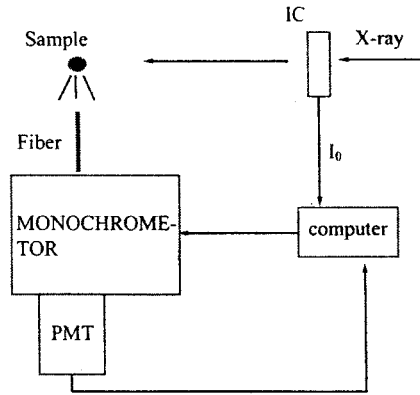 IC
Sample
X-ray
Fiber
I₀
MONOCHROME-
TOR
computer
PMT